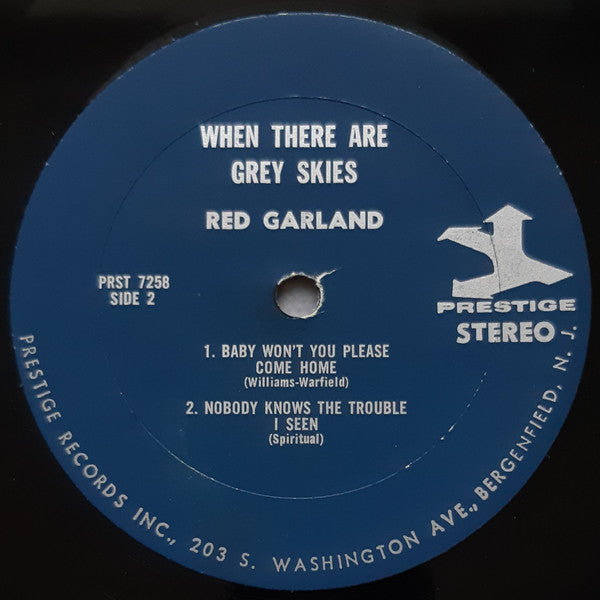 WHEN THERE ARE
GREY SKIES
RED GARLAND
PRST 7258
SIDE 2
PRESTIGE
STEREO
1. BABY WON'T YOU PLEASE
COME HOME
(Williams-Warfield)
2. NOBODY KNOWS THE TROUBLE
I SEEN
(Spiritual)
PRESTIGE RECORDS INC., 203 S. WASHINGTON AVE., BERGENFIELD, N. J.